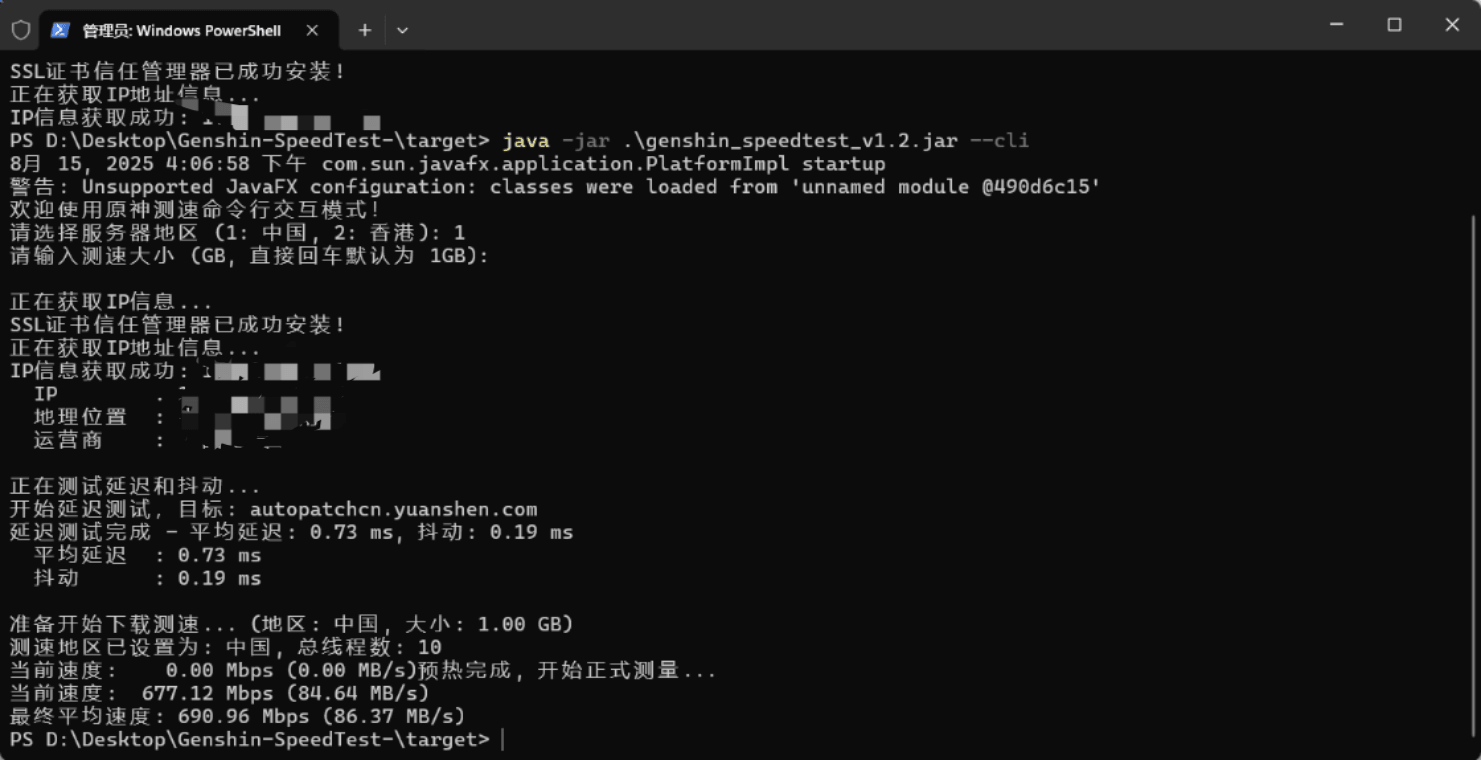 管理员: Windows PowerShell
SSL证书信任管理器已成功安装!
正在获取IP地址信息...
IP信息获取成功:
PS D:\Desktop\Genshin-SpeedTest-\target> java -jar .\genshin_speedtest_v1.2.jar --cli
8月 15, 2025 4:06:58 下午 com.sun.javafx.application.PlatformImpl startup
警告: Unsupported JavaFX configuration: classes were loaded from 'unnamed module @490d6c15'
欢迎使用原神测速命令行交互模式!
请选择服务器地区 (1: 中国, 2: 香港): 1
请输入测速大小 (GB, 直接回车默认为 1GB):
正在获取IP信息...
SSL证书信任管理器已成功安装!
正在获取IP地址信息...
IP信息获取成功:
IP :
地理位置 :
运营商 :
正在测试延迟和抖动...
开始延迟测试, 目标: autopatchcn.yuanshen.com
延迟测试完成 - 平均延迟: 0.73 ms, 抖动: 0.19 ms
平均延迟 : 0.73 ms
抖动 : 0.19 ms
准备开始下载测速... (地区: 中国, 大小: 1.00 GB)
测速地区已设置为: 中国, 总线程数: 10
当前速度: 0.00 Mbps (0.00 MB/s)预热完成, 开始正式测量...
当前速度: 677.12 Mbps (84.64 MB/s)
最终平均速度: 690.96 Mbps (86.37 MB/s)
PS D:\Desktop\Genshin-SpeedTest-\target>